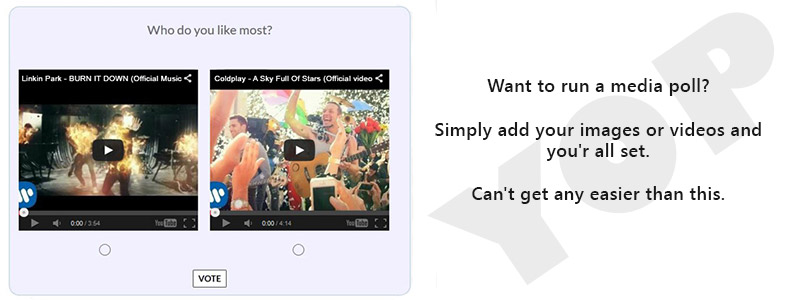 Who do you like most?
Linkin Park - BURN IT DOWN (Official Music
Coldplay - A Sky Full Of Stars (Official video
0:00 / 3:54
YouTube
0:00 / 4:14
YouTube
VOTE
Want to run a media poll?
Simply add your images or videos and
you'r all set.
Can't get any easier than this.
YOP